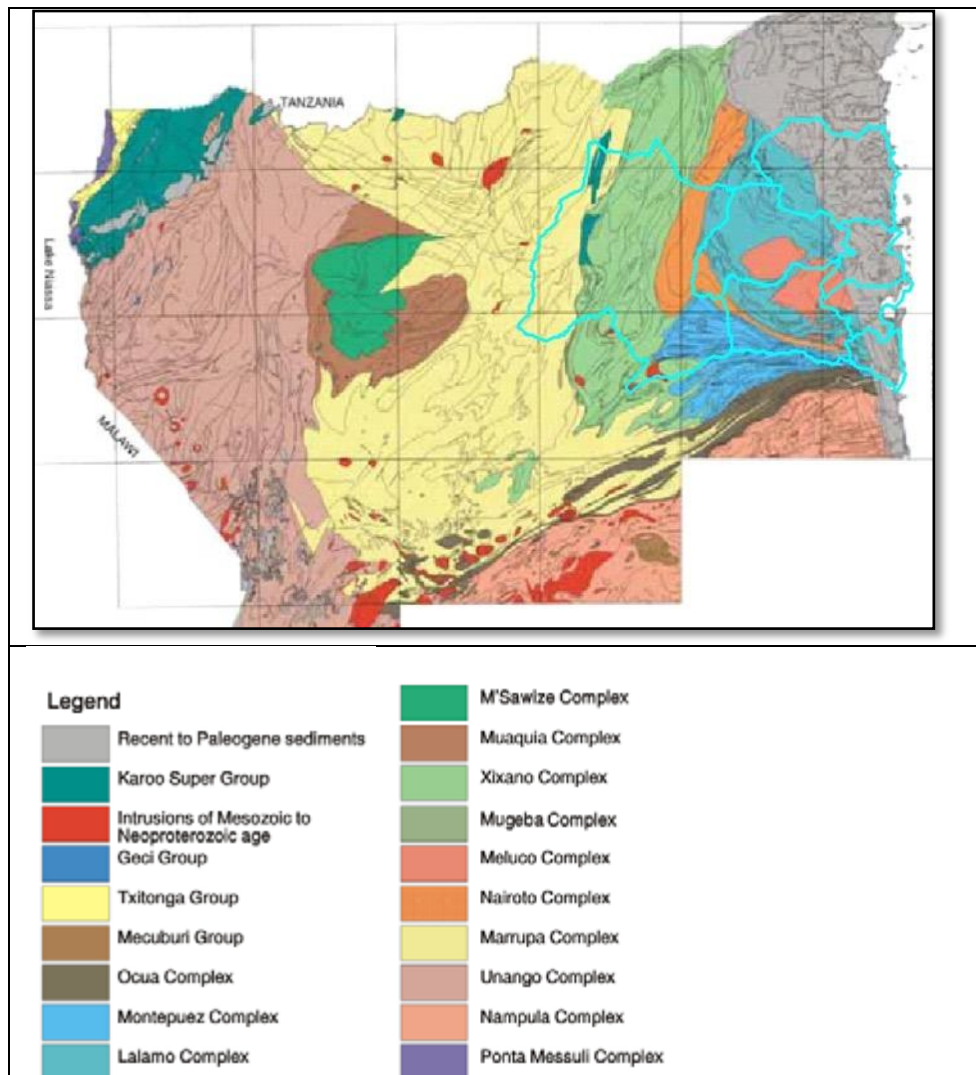 TANZANIA
Lake Niassa
MALAWI
Legend
Recent to Paleogene sediments
Karoo Super Group
Intrusions of Mesozoic to
Neoproterozoic age
Geci Group
Txitonga Group
Mecuburi Group
Ocua Complex
Montepuez Complex
Lalamo Complex
M'Sawize Complex
Muaquia Complex
Xixano Complex
Mugeba Complex
Meluco Complex
Nairoto Complex
Marrupa Complex
Unango Complex
Nampula Complex
Ponta Messuli Complex